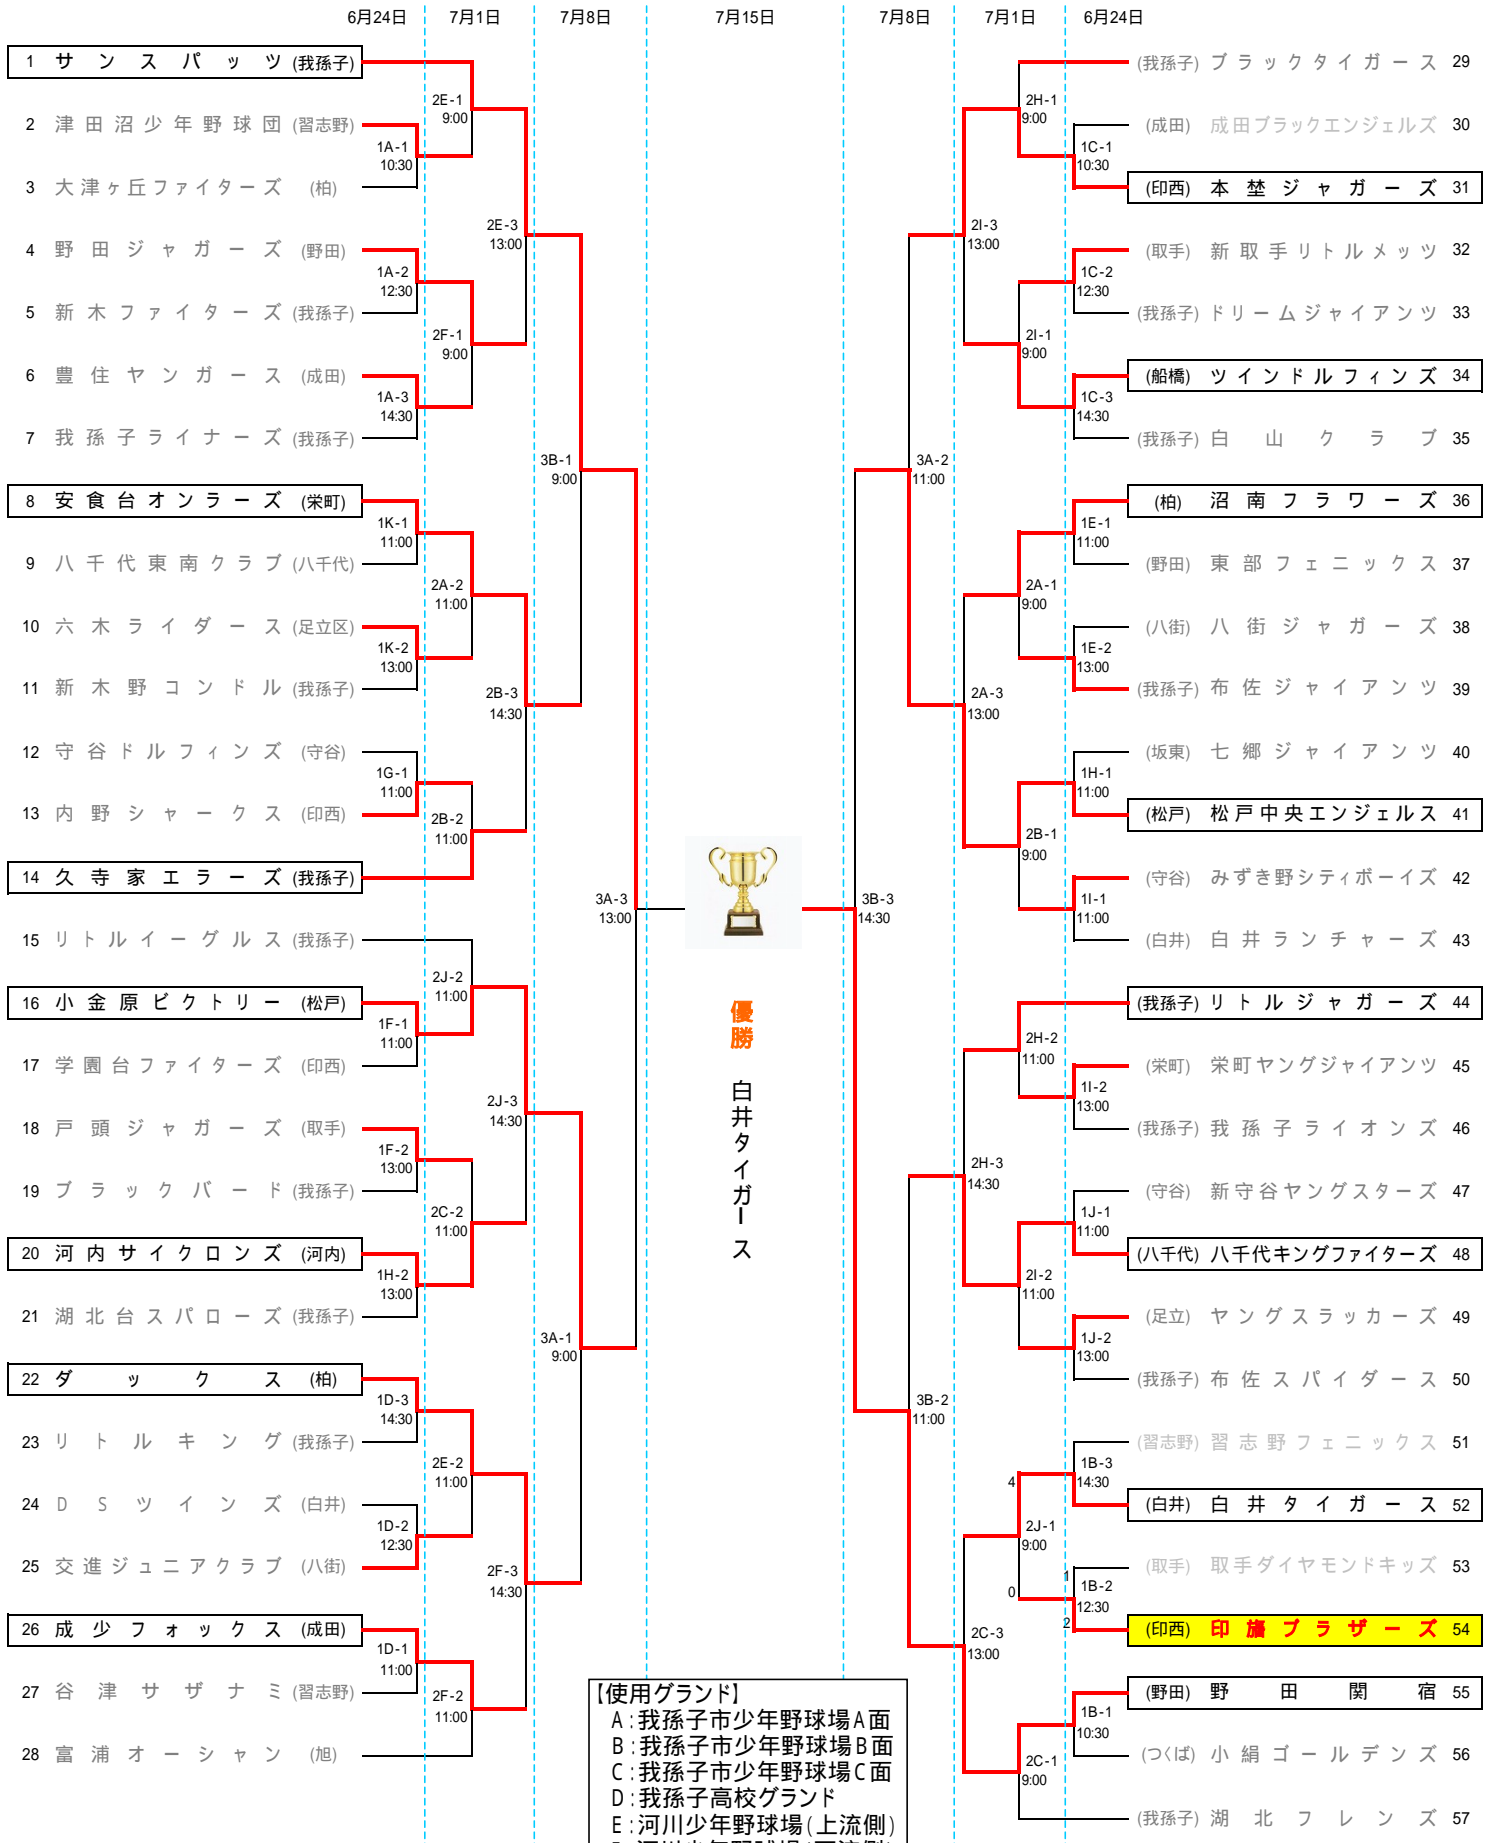 6月24日 7月1日 7月8日 7月15日 7月8日 7月1日 6月24日
1 サンスパッツ (我孫子)
2 津田沼少年野球団 (習志野)
3 大津ヶ丘ファイターズ (柏)
4 野田ジャガーズ (野田)
5 新木ファイターズ (我孫子)
6 豊住ヤンガース (成田)
7 我孫子ライナーズ (我孫子)
8 安食台オンラーズ (栄町)
9 八千代東南クラブ (八千代)
10 六木ライダース (足立区)
11 新木野コンドル (我孫子)
12 守谷ドルフィンズ (守谷)
13 内野シャークス (印西)
14 久寺家エラーズ (我孫子)
15 リトルイーグルス (我孫子)
16 小金原ビクトリー (松戸)
17 学園台ファイターズ (印西)
18 戸頭ジャガーズ (取手)
19 ブラックバード (我孫子)
20 河内サイクロンズ (河内)
21 湖北台スパローズ (我孫子)
22 ダックス (柏)
23 リトルキング (我孫子)
24 DSツインズ (白井)
25 交進ジュニアクラブ (八街)
26 成少フォックス (成田)
27 谷津サザナミ (習志野)
28 富浦オーシャン (旭)
1A-1
10:30
1A-2
12:30
1A-3
14:30
1K-1
11:00
1K-2
13:00
1G-1
11:00
1F-1
11:00
1F-2
13:00
1H-2
13:00
1D-3
14:30
1D-2
12:30
1D-1
11:00
2E-1
9:00
2F-1
9:00
2A-2
11:00
2B-2
11:00
2J-2
11:00
2C-2
11:00
2E-2
11:00
2F-2
11:00
2E-3
13:00
2B-3
14:30
2J-3
14:30
2F-3
14:30
3B-1
9:00
3A-1
9:00
3A-3
13:00
優勝
白井タイガース
3B-3
14:30
3A-2
11:00
3B-2
11:00
2I-3
13:00
2A-3
13:00
2H-3
14:30
2C-3
13:00
2H-1
9:00
2I-1
9:00
2A-1
9:00
2B-1
9:00
2H-2
11:00
2I-2
11:00
4
2J-1
9:00
0
2C-1
9:00
1C-1
10:30
1C-2
12:30
1C-3
14:30
1E-1
11:00
1E-2
13:00
1H-1
11:00
1I-1
11:00
1I-2
13:00
1J-1
11:00
1J-2
13:00
1B-3
14:30
1
1B-2
12:30
2
1B-1
10:30
(我孫子) ブラックタイガース 29
(成田) 成田ブラックエンジェルズ 30
(印西) 本埜ジャガーズ 31
(取手) 新取手リトルメッツ 32
(我孫子) ドリームジャイアンツ 33
(船橋) ツインドルフィンズ 34
(我孫子) 白山クラブ 35
(柏) 沼南フラワーズ 36
(野田) 東部フェニックス 37
(八街) 八街ジャガーズ 38
(我孫子) 布佐ジャイアンツ 39
(坂東) 七郷ジャイアンツ 40
(松戸) 松戸中央エンジェルス 41
(守谷) みずき野シティボーイズ 42
(白井) 白井ランチャーズ 43
(我孫子) リトルジャガーズ 44
(栄町) 栄町ヤングジャイアンツ 45
(我孫子) 我孫子ライオンズ 46
(守谷) 新守谷ヤングスターズ 47
(八千代) 八千代キングファイターズ 48
(足立) ヤングスラッカーズ 49
(我孫子) 布佐スパイダース 50
(習志野) 習志野フェニックス 51
(白井) 白井タイガース 52
(取手) 取手ダイヤモンドキッズ 53
(印西) 印旛ブラザーズ 54
(野田) 野田関宿 55
(つくば) 小絹ゴールデンズ 56
(我孫子) 湖北フレンズ 57
【使用グランド】
A:我孫子市少年野球場A面
B:我孫子市少年野球場B面
C:我孫子市少年野球場C面
D:我孫子高校グランド
E:河川少年野球場(上流側)